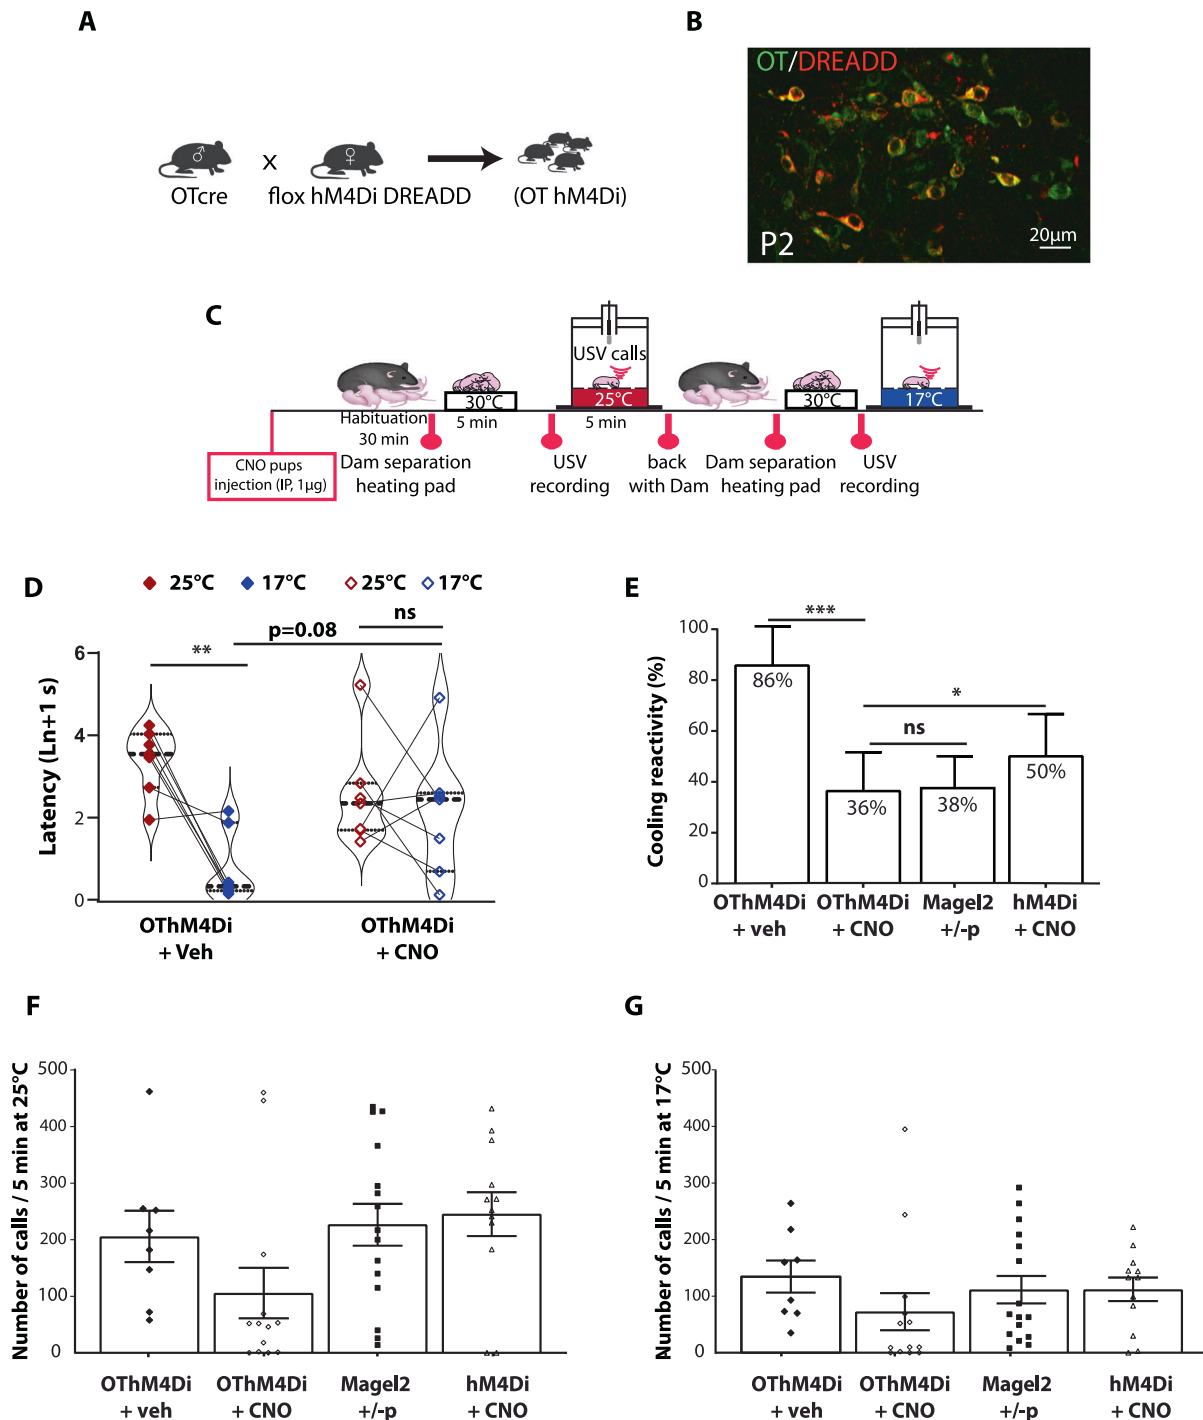 A
B
OT/DREADD
♂
♀
OTcre
x
flox hM4Di DREADD
(OT hM4Di)
P2
20µm
C
USV calls
30°C
25°C
30°C
17°C
Habituation
30 min
5 min
5 min
CNO pups
injection (IP, 1µg)
Dam separation
heating pad
USV
recording
back
with Dam
Dam separation
heating pad
USV
recording
D
25°C
17°C
25°C
17°C
ns
p=0.08
**
Latency (Ln+1 s)
6
4
2
0
OThM4Di
+ Veh
OThM4Di
+ CNO
E
***
*
ns
Cooling reactivity (%)
100
80
60
40
20
0
86%
36%
38%
50%
OThM4Di
+ veh
OThM4Di
+ CNO
Magel2
+/-p
hM4Di
+ CNO
F
Number of calls / 5 min at 25°C
500
400
300
200
100
0
OThM4Di
+ veh
OThM4Di
+ CNO
Magel2
+/-p
hM4Di
+ CNO
G
Number of calls / 5 min at 17°C
500
400
300
200
100
0
OThM4Di
+ veh
OThM4Di
+ CNO
Magel2
+/-p
hM4Di
+ CNO